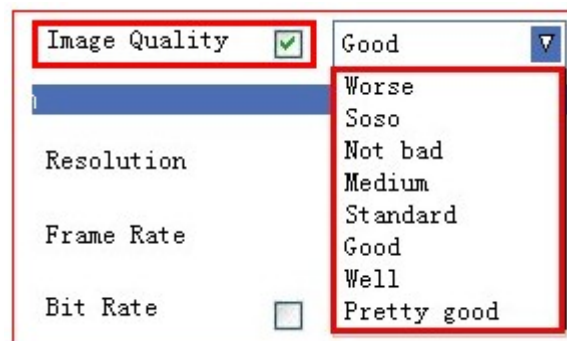 Image Quality
Good
Worse
Soso
Not bad
Medium
Standard
Good
Well
Pretty good
Resolution
Frame Rate
Bit Rate